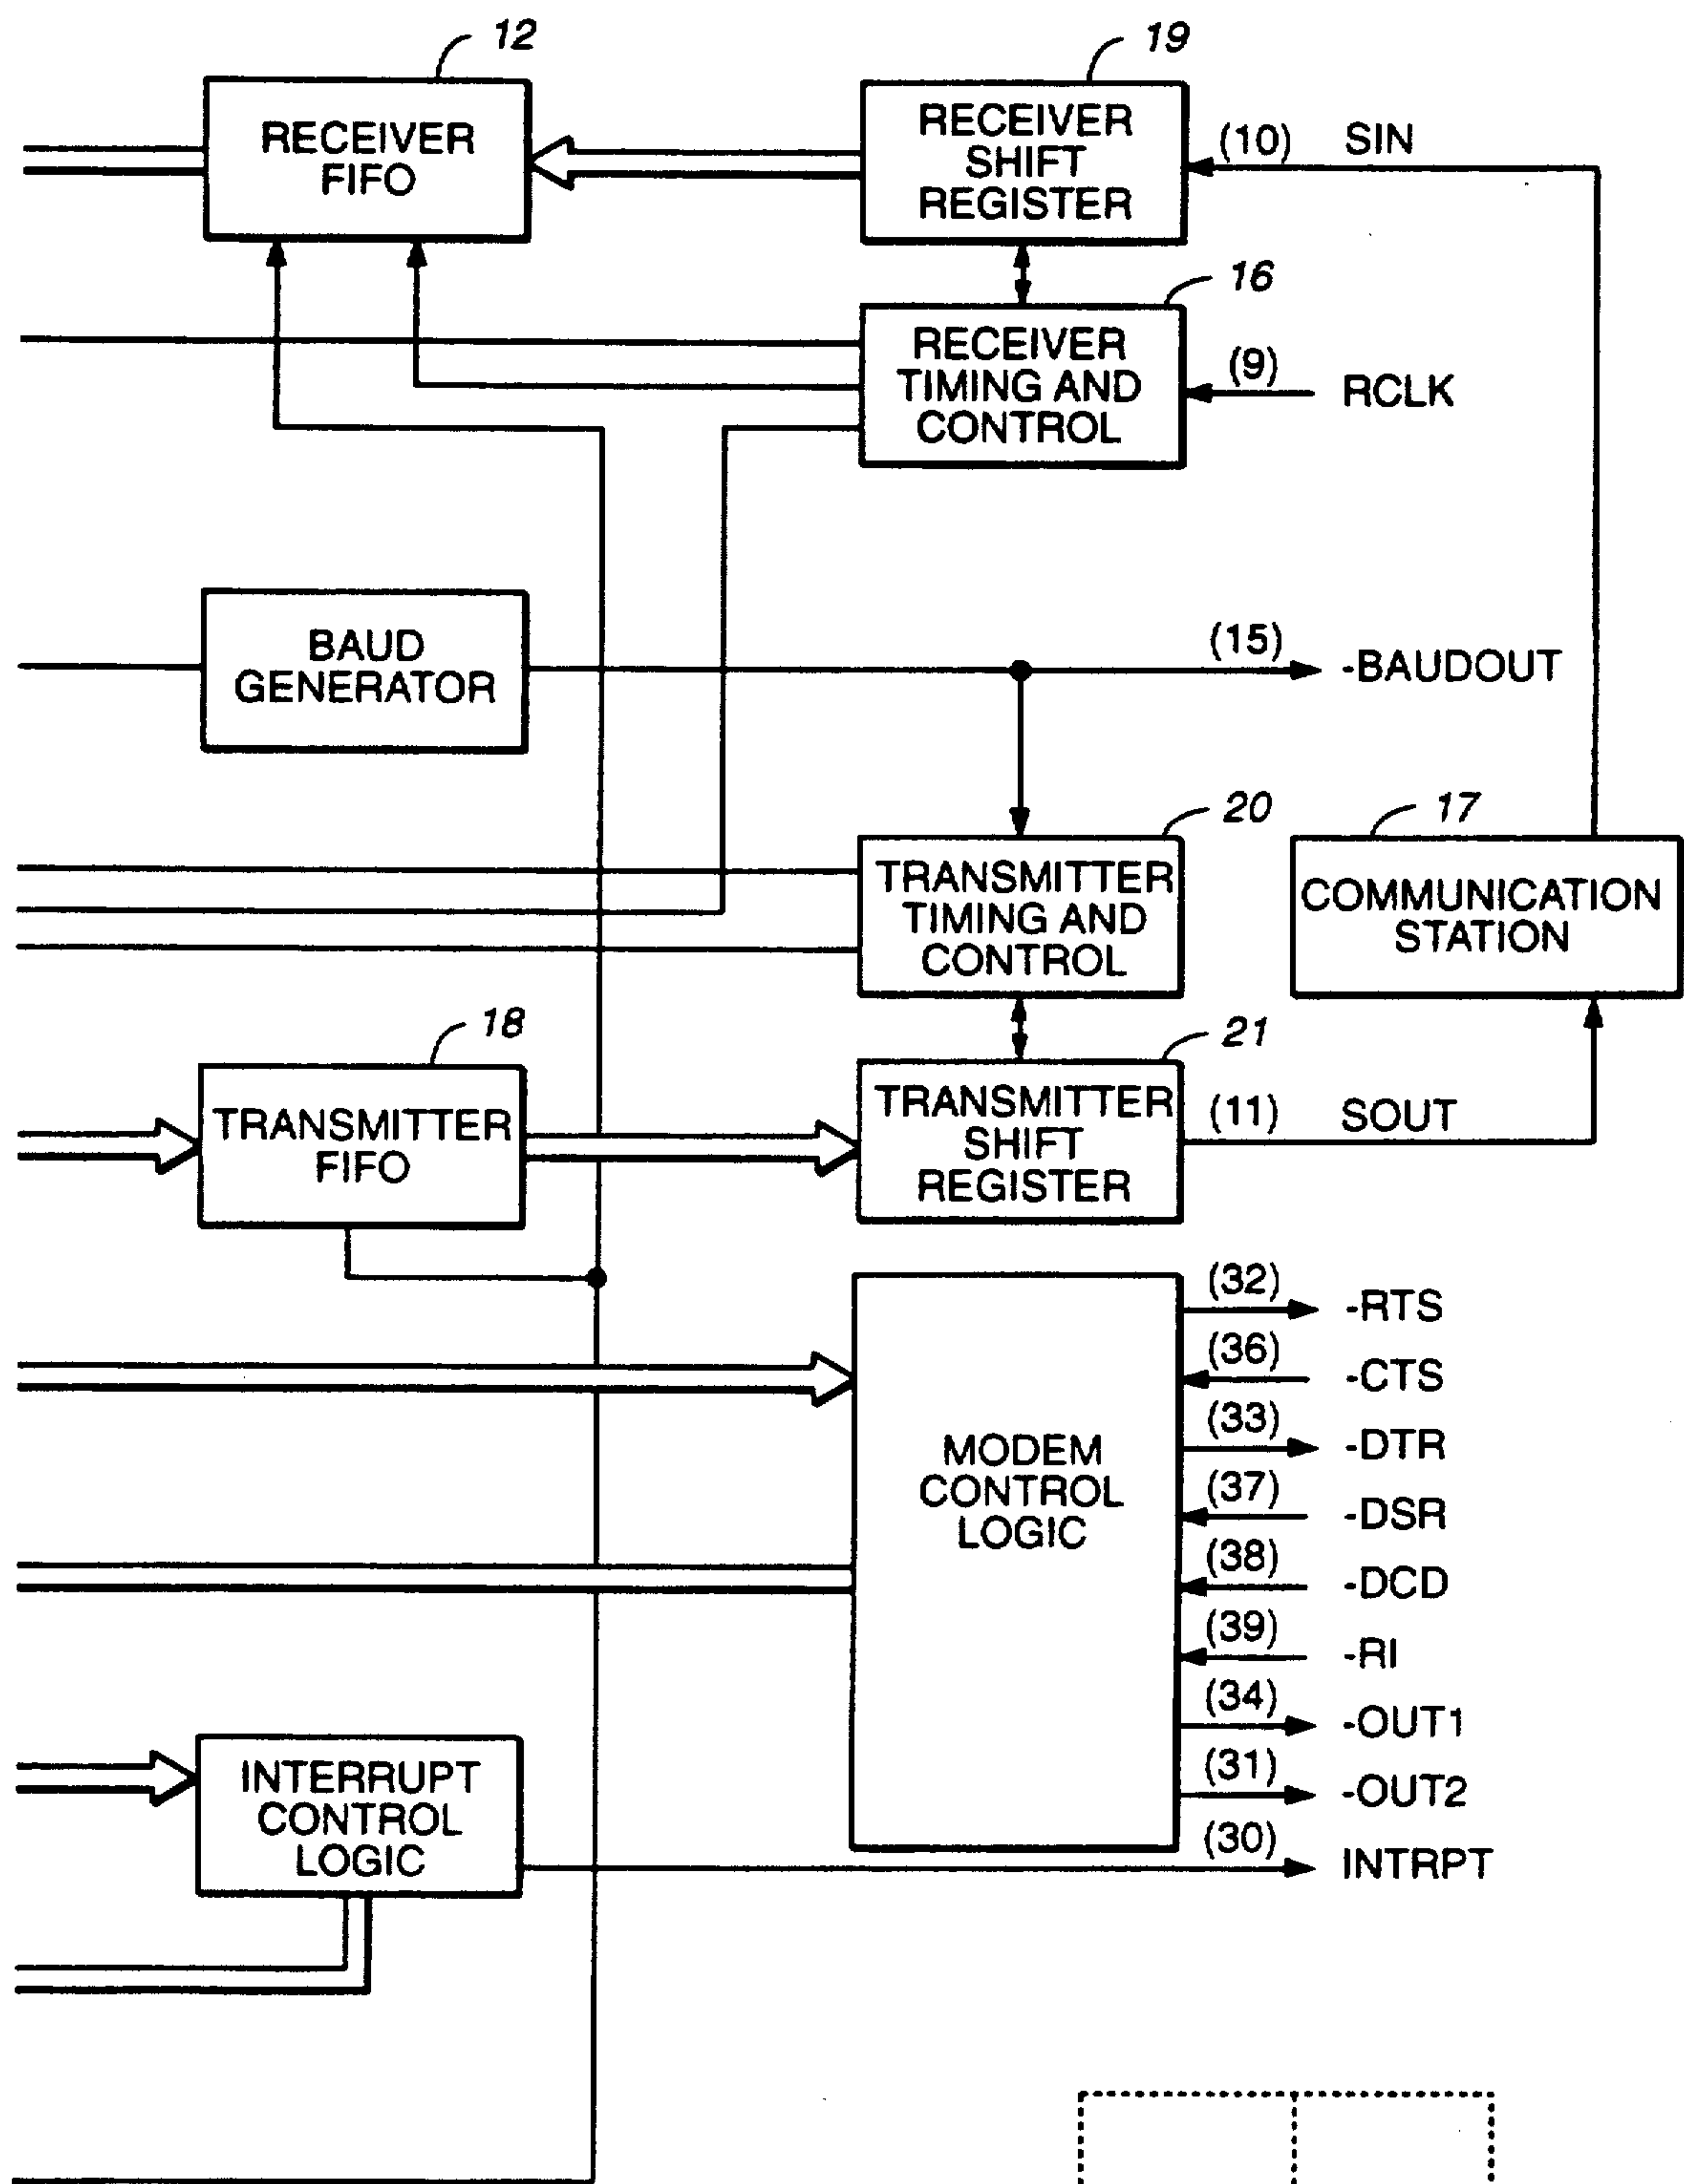 12
19
RECEIVER
FIFO
RECEIVER
SHIFT
REGISTER
(10) SIN
16
RECEIVER
TIMING AND
CONTROL
(9) RCLK
BAUD
GENERATOR
(15) -BAUDOUT
20
17
TRANSMITTER
TIMING AND
CONTROL
COMMUNICATION
STATION
18
21
TRANSMITTER
FIFO
TRANSMITTER
SHIFT
REGISTER
(11) SOUT
(32) -RTS
(36) -CTS
(33) -DTR
MODEM
CONTROL
LOGIC
(37) -DSR
(38) -DCD
(39) -RI
(34) -OUT1
(31) -OUT2
INTERRUPT
CONTROL
LOGIC
(30) INTRPT